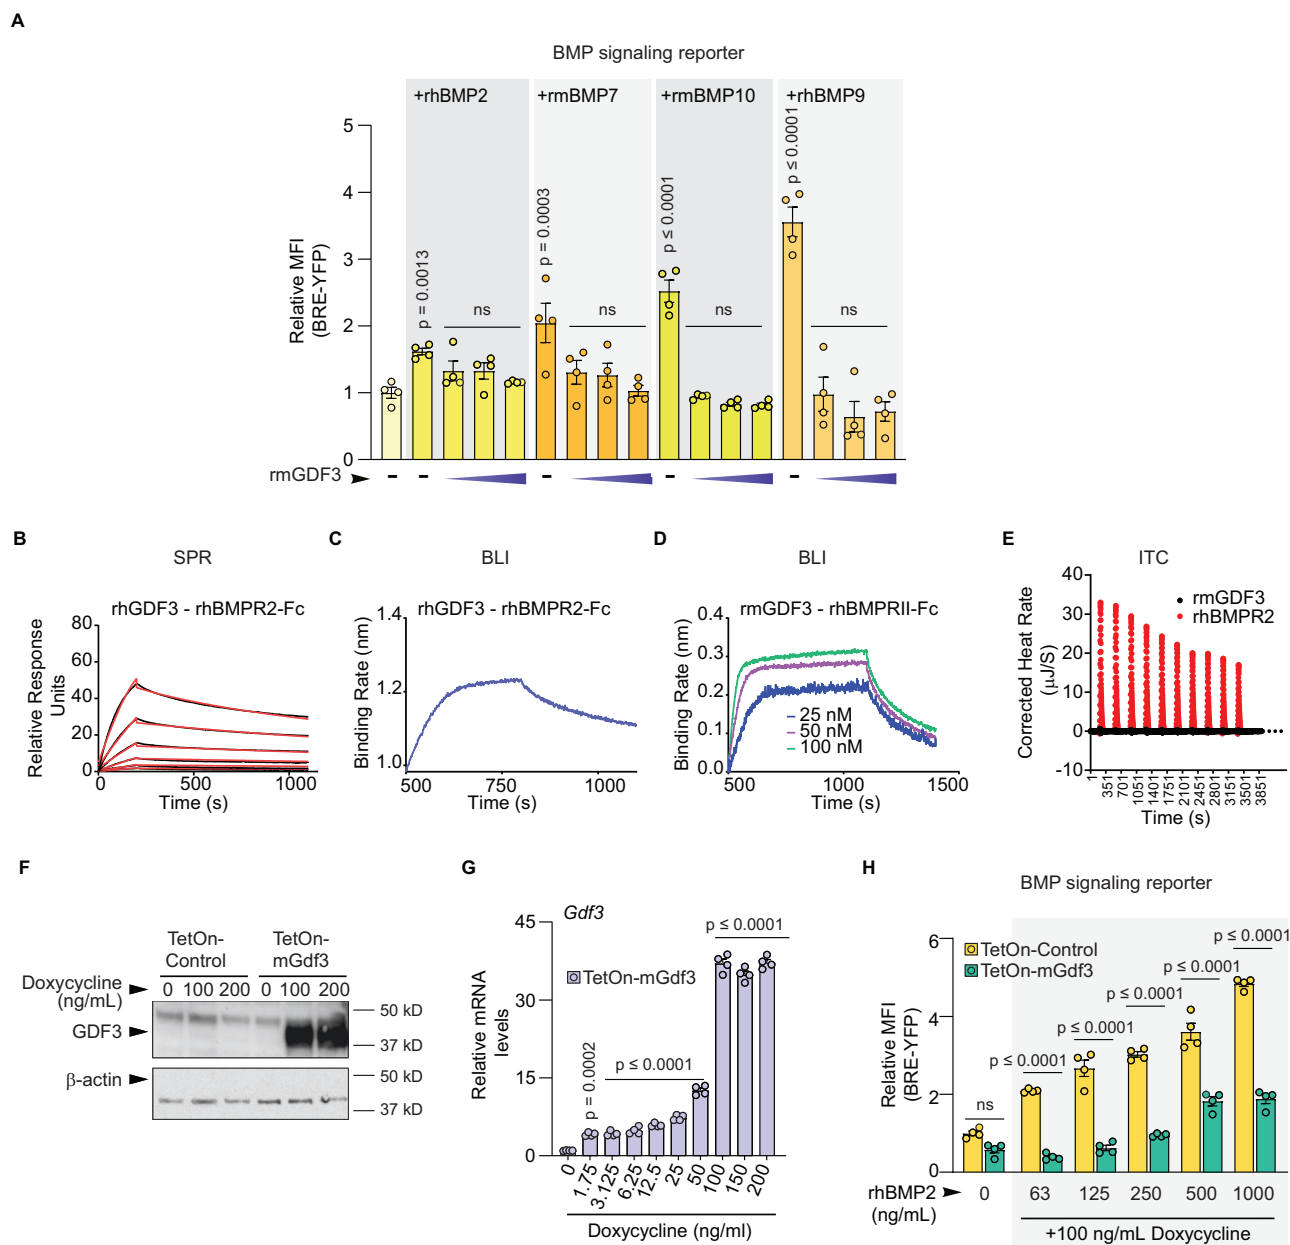 A
BMP signaling reporter
+rhBMP2
+rmBMP7
+rmBMP10
+rhBMP9
Relative MFI
(BRE-YFP)
5
4
3
2
1
0
p = 0.0013
ns
p = 0.0003
ns
p ≤ 0.0001
ns
p ≤ 0.0001
ns
rmGDF3
-
-
-
-
-
B
SPR
rhGDF3 - rhBMPR2-Fc
Relative Response
Units
80
60
40
20
0
0
500
1000
Time (s)
C
BLI
rhGDF3 - rhBMPR2-Fc
Binding Rate (nm)
1.4
1.2
1.0
500
750
1000
Time (s)
D
BLI
rmGDF3 - rhBMPRII-Fc
Binding Rate (nm)
0.4
0.3
0.2
0.1
0.0
25 nM
50 nM
100 nM
500
1000
1500
Time (s)
E
ITC
rmGDF3
rhBMPR2
Corrected Heat Rate
(µJ/S)
40
30
20
10
0
-10
1
351
701
1051
1401
1751
2101
2451
2801
3151
3501
3851
Time (s)
F
TetOn-
Control
TetOn-
mGdf3
Doxycycline
(ng/mL)
0 100 200 0 100 200
GDF3
50 kD
37 kD
β-actin
50 kD
37 kD
G
Gdf3
Relative mRNA
levels
45
30
15
0
TetOn-mGdf3
p = 0.0002
p ≤ 0.0001
p ≤ 0.0001
0
1.75
3.125
6.25
12.5
25
50
100
150
200
Doxycycline (ng/ml)
H
BMP signaling reporter
TetOn-Control
TetOn-mGdf3
Relative MFI
(BRE-YFP)
6
4
2
0
ns
p ≤ 0.0001
p ≤ 0.0001
p ≤ 0.0001
p ≤ 0.0001
p ≤ 0.0001
rhBMP2
(ng/mL)
0 63 125 250 500 1000
+100 ng/mL Doxycycline